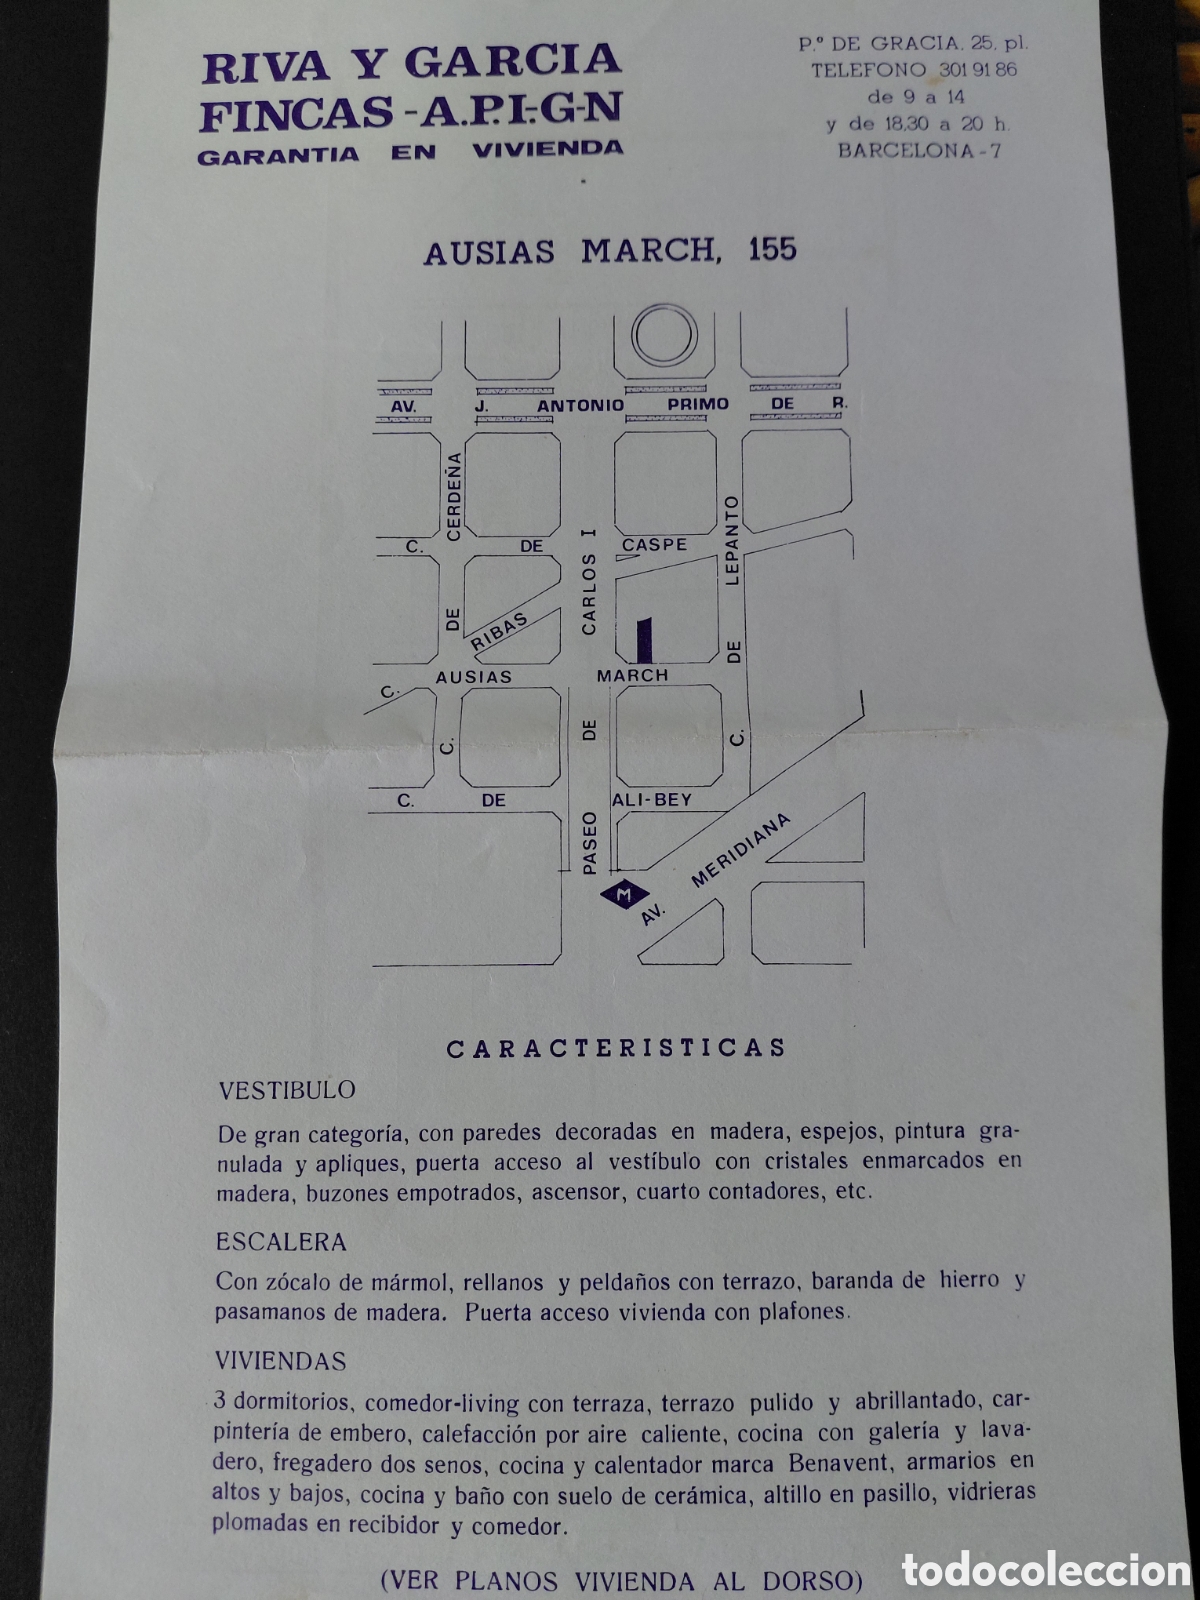 RIVA Y GARCIA
FINCAS -A.P.I.-G-N
GARANTIA EN VIVIENDA
P.º DE GRACIA, 25, pl.
TELEFONO 301 91 86
de 9 a 14
y de 18,30 a 20 h.
BARCELONA - 7
AUSIAS MARCH, 155
AV. J. ANTONIO PRIMO DE R.
C. DE CERDEÑA
PASEO DE CARLOS I
C. DE LEPANTO
C. DE CASPE
C. RIBAS
AUSIAS MARCH
C. DE ALI-BEY
AV. MERIDIANA
M
CARACTERISTICAS
VESTIBULO
De gran categoría, con paredes decoradas en madera, espejos, pintura gra-
nulada y apliques, puerta acceso al vestíbulo con cristales enmarcados en
madera, buzones empotrados, ascensor, cuarto contadores, etc.
ESCALERA
Con zócalo de mármol, rellanos y peldaños con terrazo, baranda de hierro y
pasamanos de madera. Puerta acceso vivienda con plafones.
VIVIENDAS
3 dormitorios, comedor-living con terraza, terrazo pulido y abrillantado, car-
pintería de embero, calefacción por aire caliente, cocina con galería y lava-
dero, fregadero dos senos, cocina y calentador marca Benavent, armarios en
altos y bajos, cocina y baño con suelo de cerámica, altillo en pasillo, vidrieras
plomadas en recibidor y comedor.
(VER PLANOS VIVIENDA AL DORSO)
todocoleccion